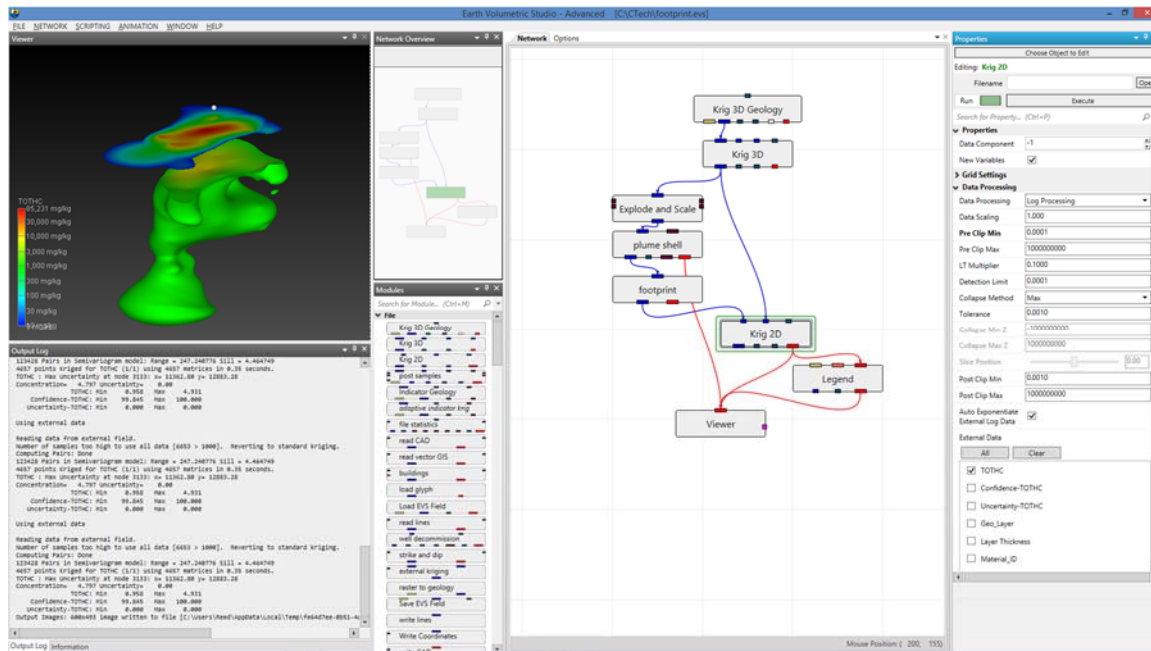 Earth Volumetric Studio - Advanced [C:\CTech\footprint.evs]
FILE NETWORK SCRIPTING ANIMATION WINDOW HELP
Viewer
TOTHC
85,231 mg/kg
30,000 mg/kg
10,000 mg/kg
3,000 mg/kg
1,000 mg/kg
300 mg/kg
100 mg/kg
30 mg/kg
Output Log
123428 Pairs in Semivariogram model: Range = 247.240776 Sill = 4.464749
4657 points Kriged for TOTHC (1/1) using 4657 matrices in 0.35 seconds.
TOTHC : Max Uncertainty at node 3133: x= 11362.80 y= 12883.28
Concentration= 4.797 Uncertainty= 0.00
TOTHC: Min 0.958 Max 4.931
Confidence-TOTHC: Min 99.845 Max 100.000
Uncertainty-TOTHC: Min 0.000 Max 0.000
Using external data
Reading data from external field.
Number of samples too high to use all data [6653 > 1000]. Reverting to standard kriging.
Computing Pairs: Done
123428 Pairs in Semivariogram model: Range = 247.240776 Sill = 4.464749
4657 points Kriged for TOTHC (1/1) using 4657 matrices in 0.35 seconds.
TOTHC : Max Uncertainty at node 3133: x= 11362.80 y= 12883.28
Concentration= 4.797 Uncertainty= 0.00
TOTHC: Min 0.958 Max 4.931
Confidence-TOTHC: Min 99.845 Max 100.000
Uncertainty-TOTHC: Min 0.000 Max 0.000
Using external data
Reading data from external field.
Number of samples too high to use all data [6653 > 1000]. Reverting to standard kriging.
Computing Pairs: Done
123428 Pairs in Semivariogram model: Range = 247.240776 Sill = 4.464749
4657 points Kriged for TOTHC (1/1) using 4657 matrices in 0.35 seconds.
TOTHC : Max Uncertainty at node 3133: x= 11362.80 y= 12883.28
Concentration= 4.797 Uncertainty= 0.00
TOTHC: Min 0.958 Max 4.931
Confidence-TOTHC: Min 99.845 Max 100.000
Uncertainty-TOTHC: Min 0.000 Max 0.000
Output Images: 600x493 image written to file
Output Log Information
Network Overview
Modules
Search for Module... (Ctrl+M)
File
Krig 3D Geology
Krig 3D
Krig 2D
post samples
Indicator Geology
adaptive indicator krig
file statistics
read CAD
read vector GIS
buildings
load glyph
Load EVS Field
read lines
well decommission
strike and dip
external kriging
raster to geology
Save EVS Field
write lines
Write Coordinates
Network Options
Krig 3D Geology
Krig 3D
Explode and Scale
plume shell
footprint
Krig 2D
Legend
Viewer
Mouse Position: ( 200, 155)
Properties
Choose Object to Edit
Editing: Krig 2D
Filename Ope
Run Execute
Search for Property... (Ctrl+P)
Properties
Data Component -1
New Variables
Grid Settings
Data Processing
Data Processing Log Processing
Data Scaling 1.000
Pre Clip Min 0.0001
Pre Clip Max 1000000000
LT Multiplier 0.1000
Detection Limit 0.0001
Collapse Method Max
Tolerance 0.0010
Collapse Min Z -1000000000
Collapse Max Z 1000000000
Slice Position 0.00
Post Clip Min 0.0010
Post Clip Max 1000000000
Auto Exponentiate
External Log Data
External Data
All Clear
TOTHC
Confidence-TOTHC
Uncertainty-TOTHC
Geo_Layer
Layer Thickness
Material_ID